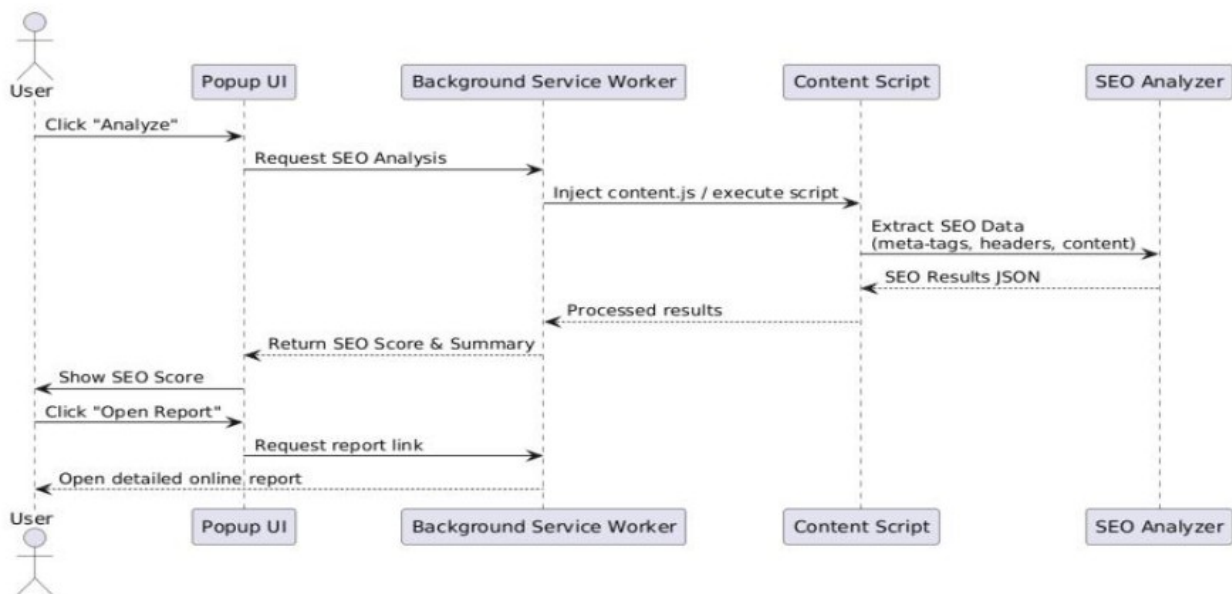 User
Popup UI
Background Service Worker
Content Script
SEO Analyzer
Click "Analyze"
Request SEO Analysis
Inject content.js / execute script
Extract SEO Data
(meta-tags, headers, content)
SEO Results JSON
Processed results
Return SEO Score & Summary
Show SEO Score
Click "Open Report"
Request report link
Open detailed online report
User
Popup UI
Background Service Worker
Content Script
SEO Analyzer